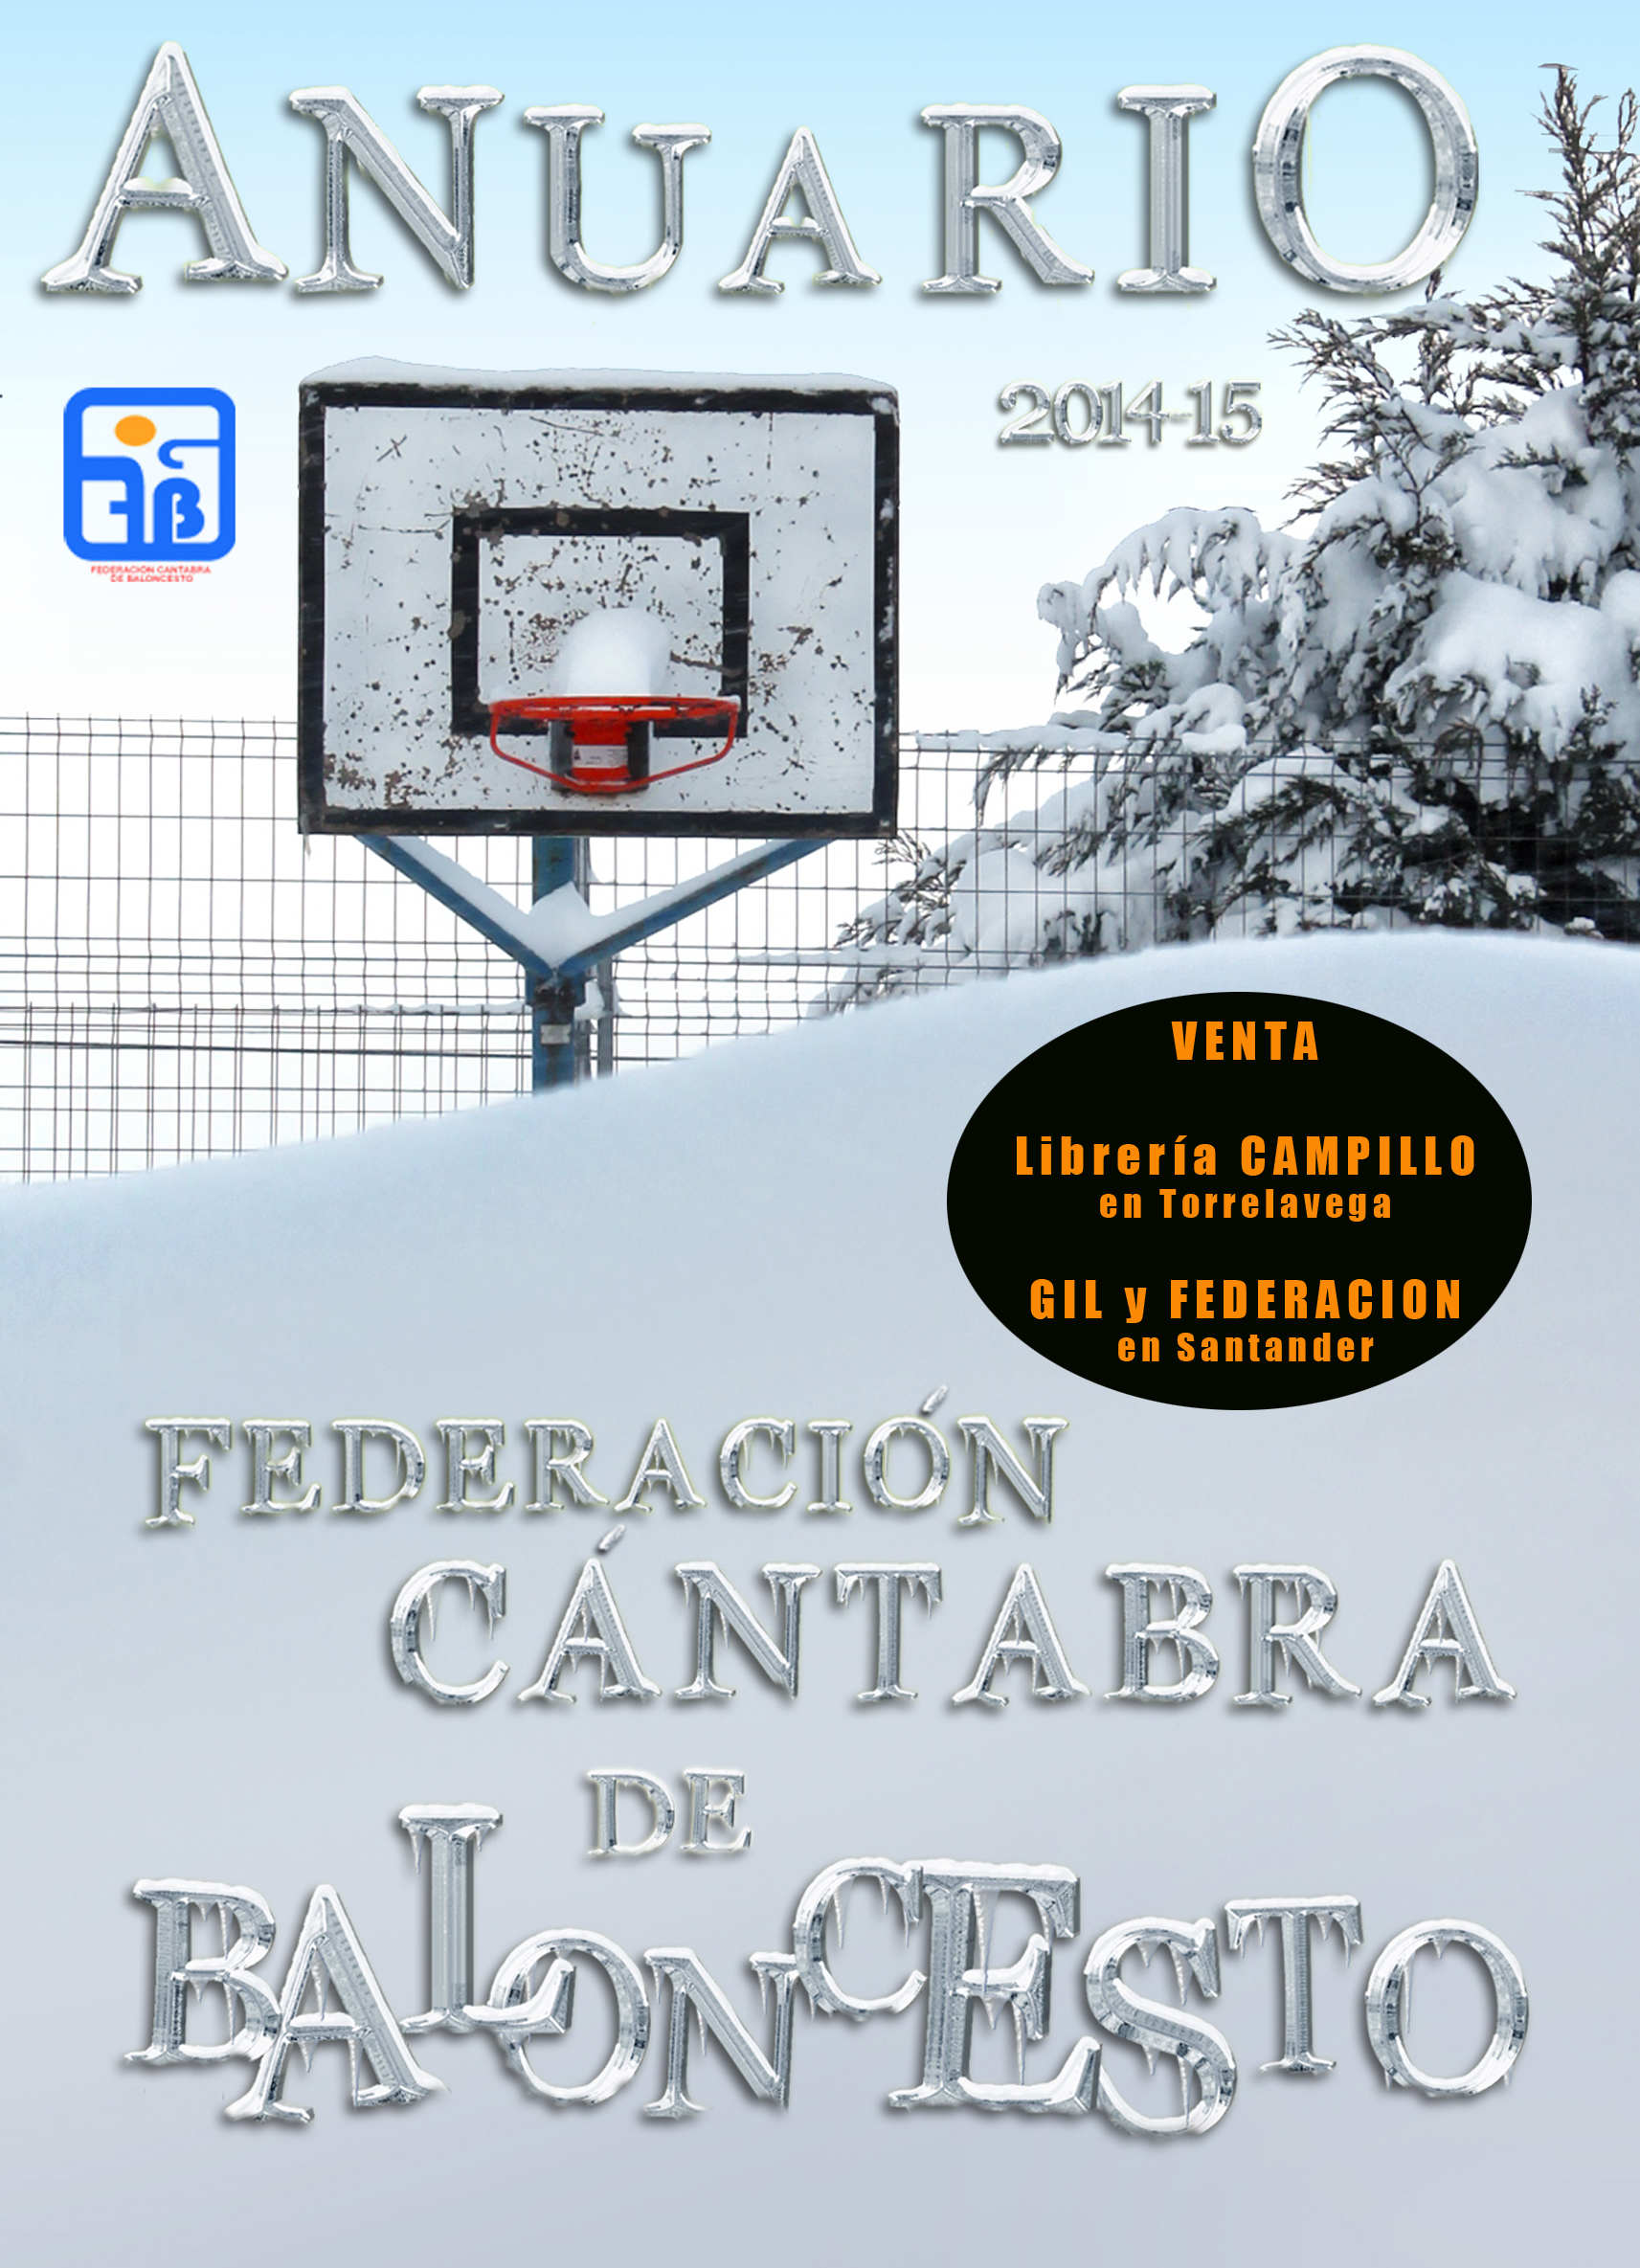 ANUARIO
2014-15
FEDERACIÓN CANTABRA
DE BALONCESTO
VENTA
Librería CAMPILLO
en Torrelavega
GIL y FEDERACION
en Santander
FEDERACIÓN
CÁNTABRA
DE
BALONCESTO